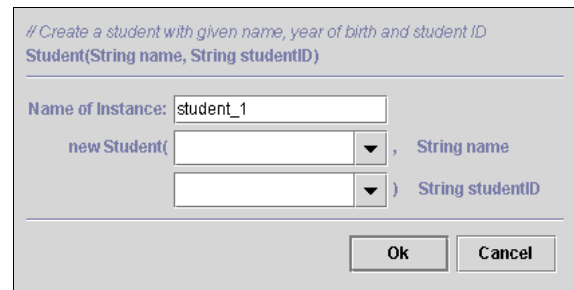 // Create a student with given name, year of birth and student ID
Student(String name, String studentID)
Name of Instance: student_1
new Student( , String name
) String studentID
Ok Cancel